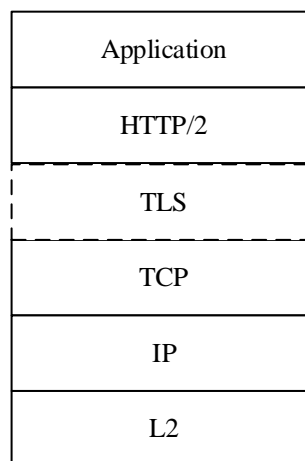 Application
HTTP/2
TLS
TCP
IP
L2